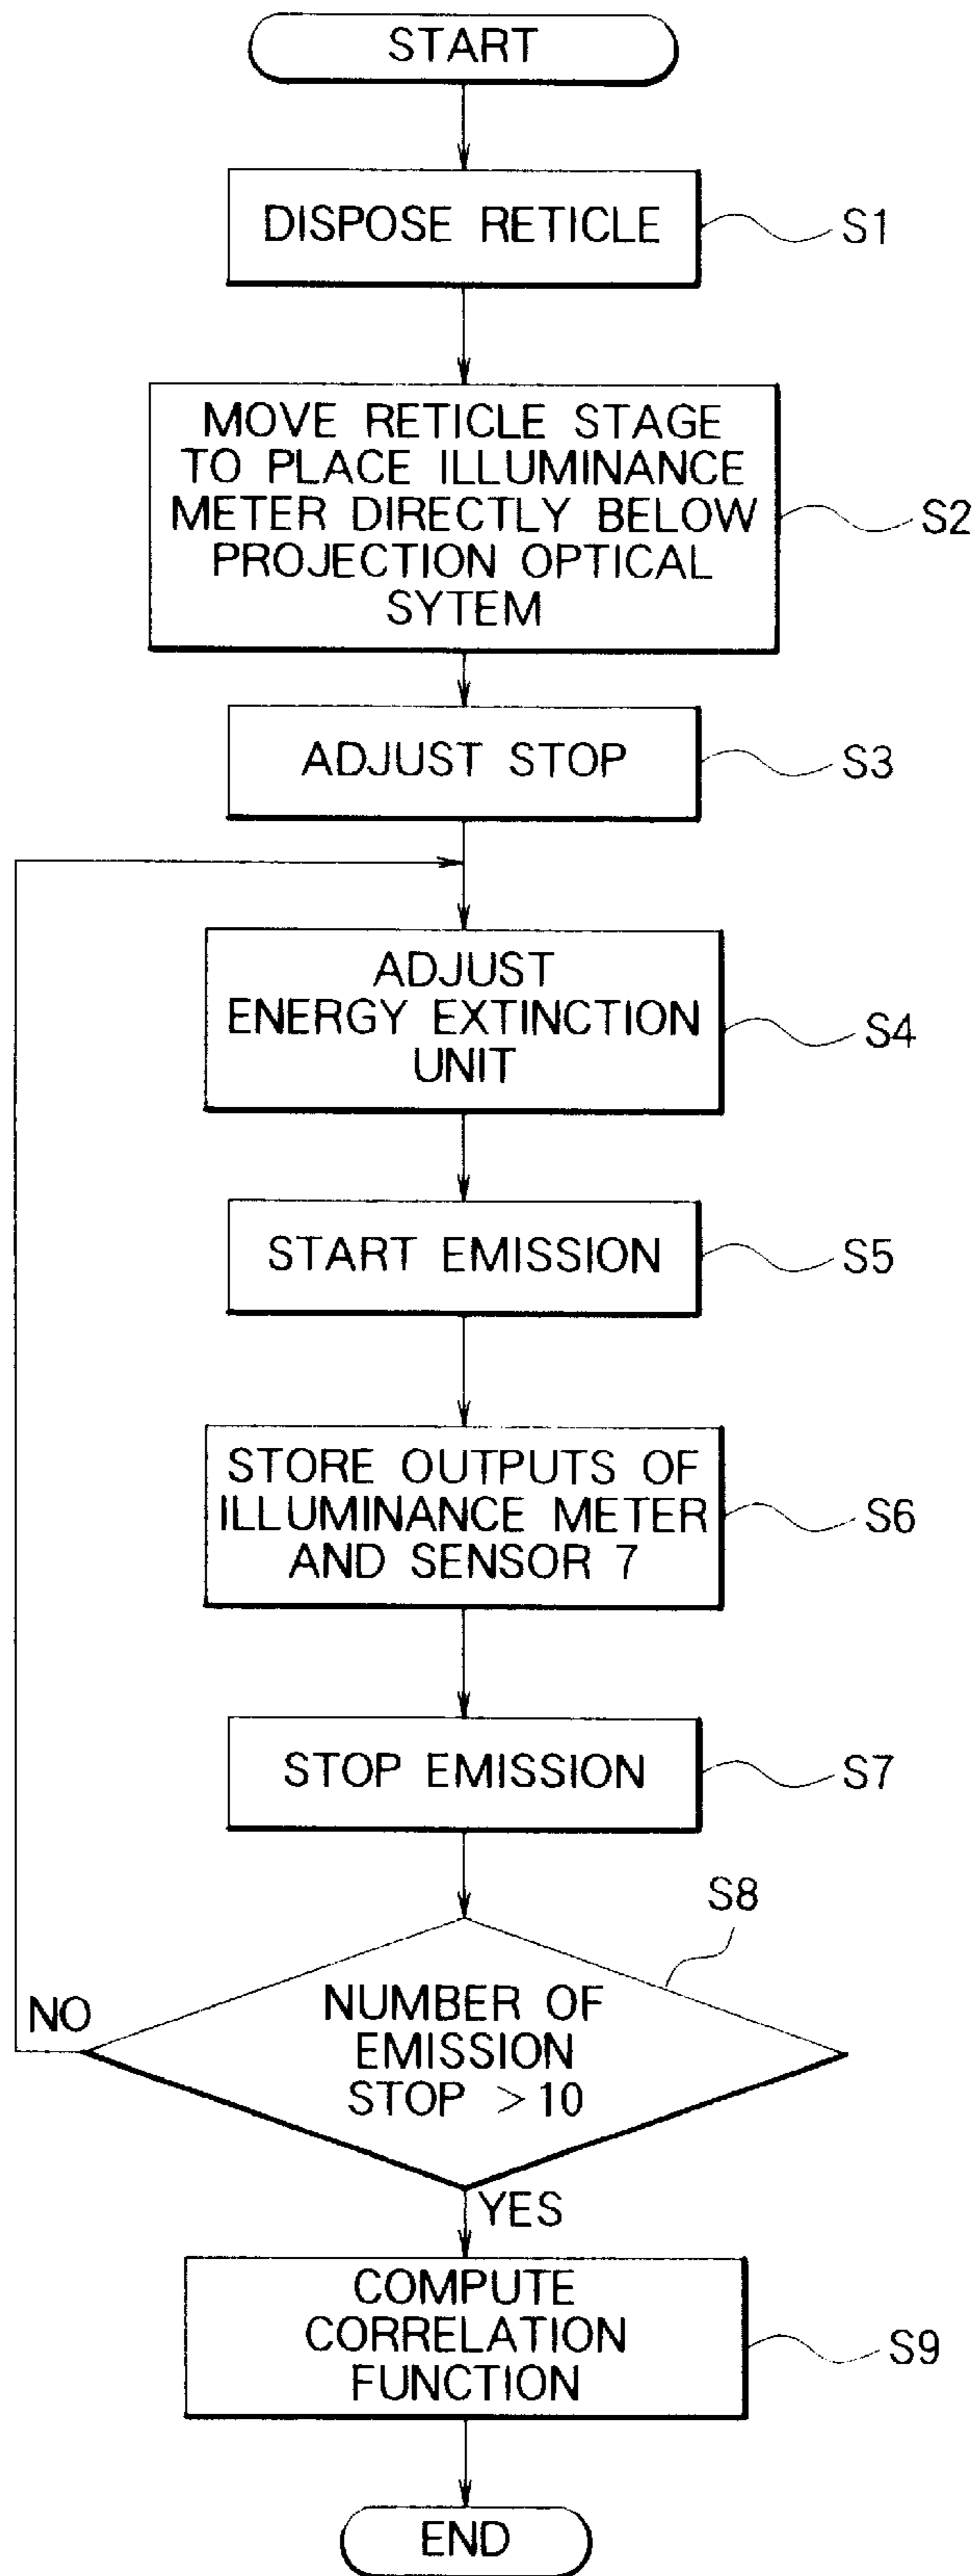 START
DISPOSE RETICLE
S1
MOVE RETICLE STAGE
TO PLACE ILLUMINANCE
METER DIRECTLY BELOW
PROJECTION OPTICAL
SYTEM
S2
ADJUST STOP
S3
ADJUST
ENERGY EXTINCTION
UNIT
S4
START EMISSION
S5
STORE OUTPUTS OF
ILLUMINANCE METER
AND SENSOR 7
S6
STOP EMISSION
S7
S8
NO
NUMBER OF
EMISSION
STOP >10
YES
COMPUTE
CORRELATION
FUNCTION
S9
END